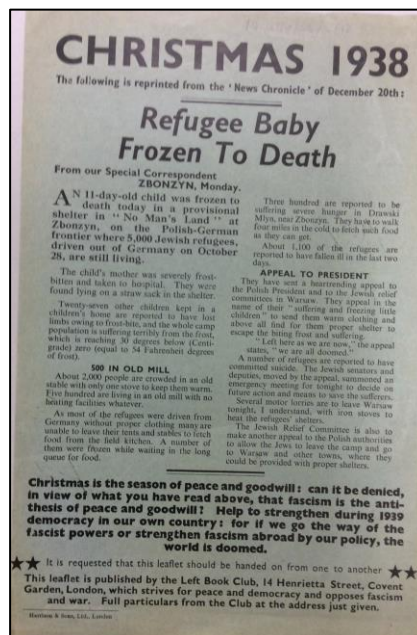 CHRISTMAS 1938
The following is reprinted from the 'News Chronicle' of December 20th:
Refugee Baby
Frozen To Death
From our Special Correspondent
ZBONZYN, Monday.
AN 11-day-old child was frozen to
death today in a provisional
shelter in "No Man's Land" at
Zbonzyn, on the Polish-German
frontier where 5,000 Jewish refugees,
driven out of Germany on October
28, are still living.
The child's mother was severely frost-
bitten and taken to hospital. They were
found lying on a straw sack in the shelter.
Twenty-seven other children kept in a
children's home are reported to have lost
limbs owing to frost-bite, and the whole camp
population is suffering terribly from the frost,
which is reaching 30 degrees below (Centi-
grade) zero (equal to 54 Fahrenheit degrees
of frost).
500 IN OLD MILL
About 2,000 people are crowded in an old
stable with only one stove to keep them warm.
Five hundred are living in an old mill with no
heating facilities whatever.
As most of the refugees were driven from
Germany without proper clothing many are
unable to leave their tents and stables to fetch
food from the field kitchen. A number of
them were frozen while waiting in the long
queue for food.
Three hundred are reported to be
suffering severe hunger in Drawski
Mlyn, near Zbonzyn. They have to walk
four miles in the cold to fetch such food
as they can get.
About 1,100 of the refugees are
reported to have fallen ill in the last two
days.
APPEAL TO PRESIDENT
They have sent a heartrending appeal to
the Polish President and to the Jewish relief
committees in Warsaw. They appeal in the
name of their "suffering and freezing little
children" to send them warm clothing and
above all find for them proper shelter to
escape the biting frost and suffering.
"Left here as we are now," the appeal
states, "we are all doomed."
A number of refugees are reported to have
committed suicide. The Jewish senators and
deputies, moved by the appeal, summoned an
emergency meeting for tonight to decide on
future action and means to save the sufferers.
Several motor lorries are to leave Warsaw
tonight, I understand, with iron stoves to
heat the refugees' shelters.
The Jewish Relief Committee is also to
make another appeal to the Polish authorities
to allow the Jews to leave the camp and go
to Warsaw and other towns, where they
could be provided with proper shelters.
Christmas is the season of peace and goodwill: can it be denied,
in view of what you have read above, that fascism is the anti-
thesis of peace and goodwill? Help to strengthen during 1939
democracy in our own country: for if we go the way of the
fascist powers or strengthen fascism abroad by our policy, the
world is doomed.
★★ It is requested that this leaflet should be handed on from one to another ★★
This leaflet is published by the Left Book Club, 14 Henrietta Street, Covent
Garden, London, which strives for peace and democracy and opposes fascism
and war. Full particulars from the Club at the address just given.
Harrison & Sons, Ltd., London